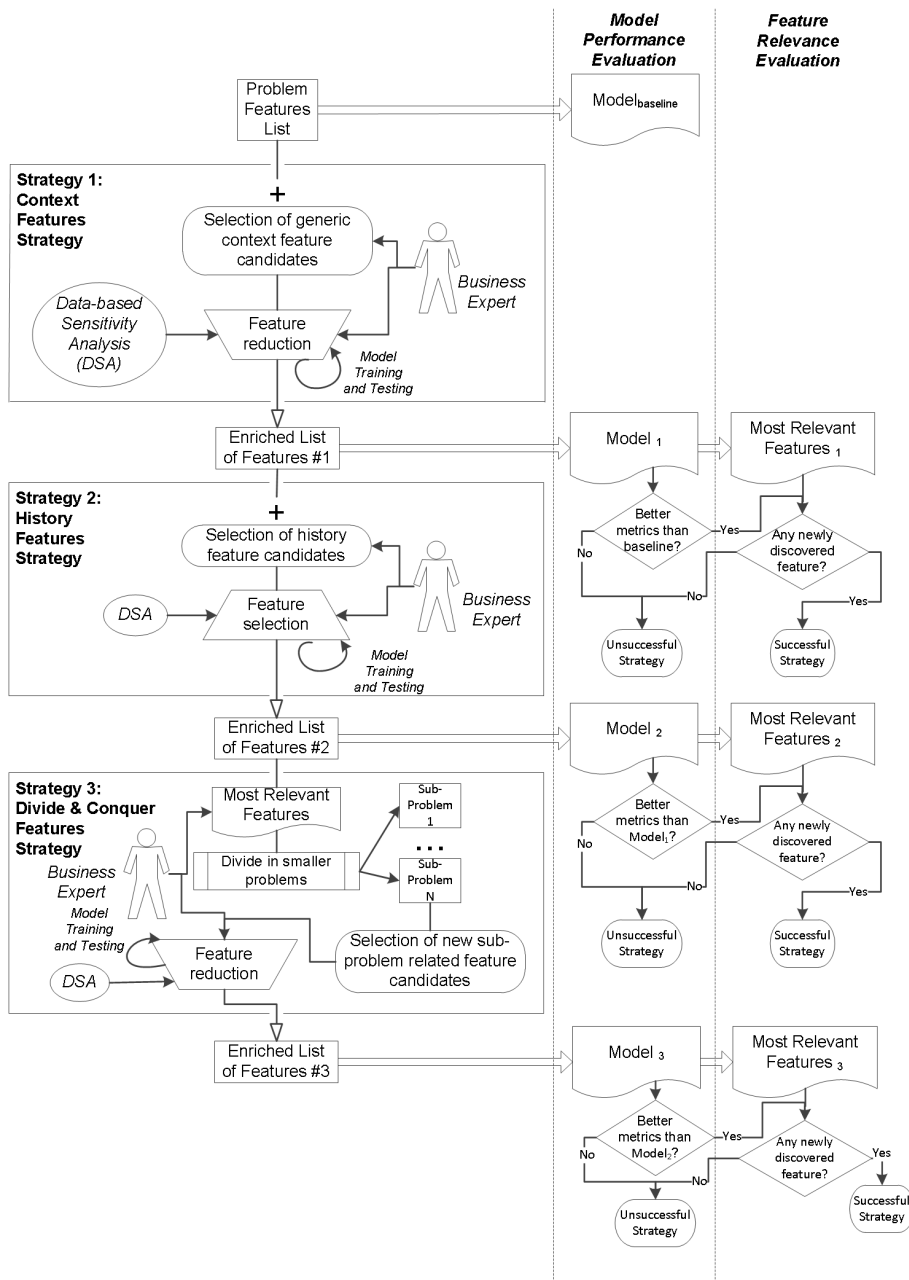 Model
Performance
Evaluation
Feature
Relevance
Evaluation
Problem
Features
List
Model baseline
Strategy 1:
Context
Features
Strategy
+
Selection of generic
context feature
candidates
Business
Expert
Data-based
Sensitivity
Analysis
(DSA)
Feature
reduction
Model
Training
and Testing
Enriched List
of Features #1
Model 1
Most Relevant
Features 1
Better
metrics than
baseline?
Yes
No
Any newly
discovered
feature?
No
Yes
Unsuccessful
Strategy
Successful
Strategy
Strategy 2:
History
Features
Strategy
+
Selection of history
feature candidates
Business
Expert
DSA
Feature
selection
Model
Training
and Testing
Enriched List
of Features #2
Model 2
Most Relevant
Features 2
Better
metrics than
Model1?
Yes
No
Any newly
discovered
feature?
No
Yes
Unsuccessful
Strategy
Successful
Strategy
Strategy 3:
Divide & Conquer
Features
Strategy
Most Relevant
Features
Sub-
Problem
1
...
Divide in smaller
problems
Sub-
Problem
N
Business
Expert
Model
Training
and Testing
Feature
reduction
Selection of new sub-
problem related feature
candidates
DSA
Enriched List
of Features #3
Model 3
Most Relevant
Features 3
Better
metrics than
Model2?
Yes
No
Any newly
discovered
feature?
No
Yes
Unsuccessful
Strategy
Successful
Strategy